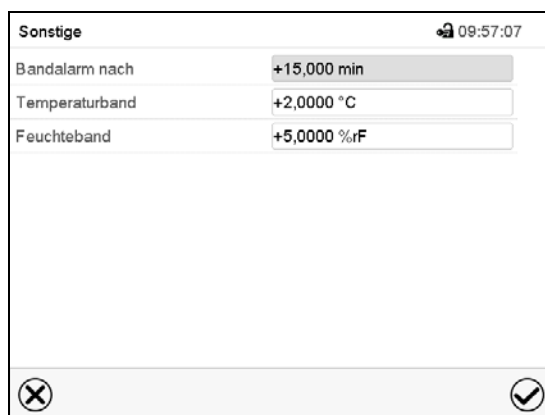 Sonstige 09:57:07
Bandalarm nach +15,000 min
Temperaturband +2,0000 °C
Feuchteband +5,0000 %rF